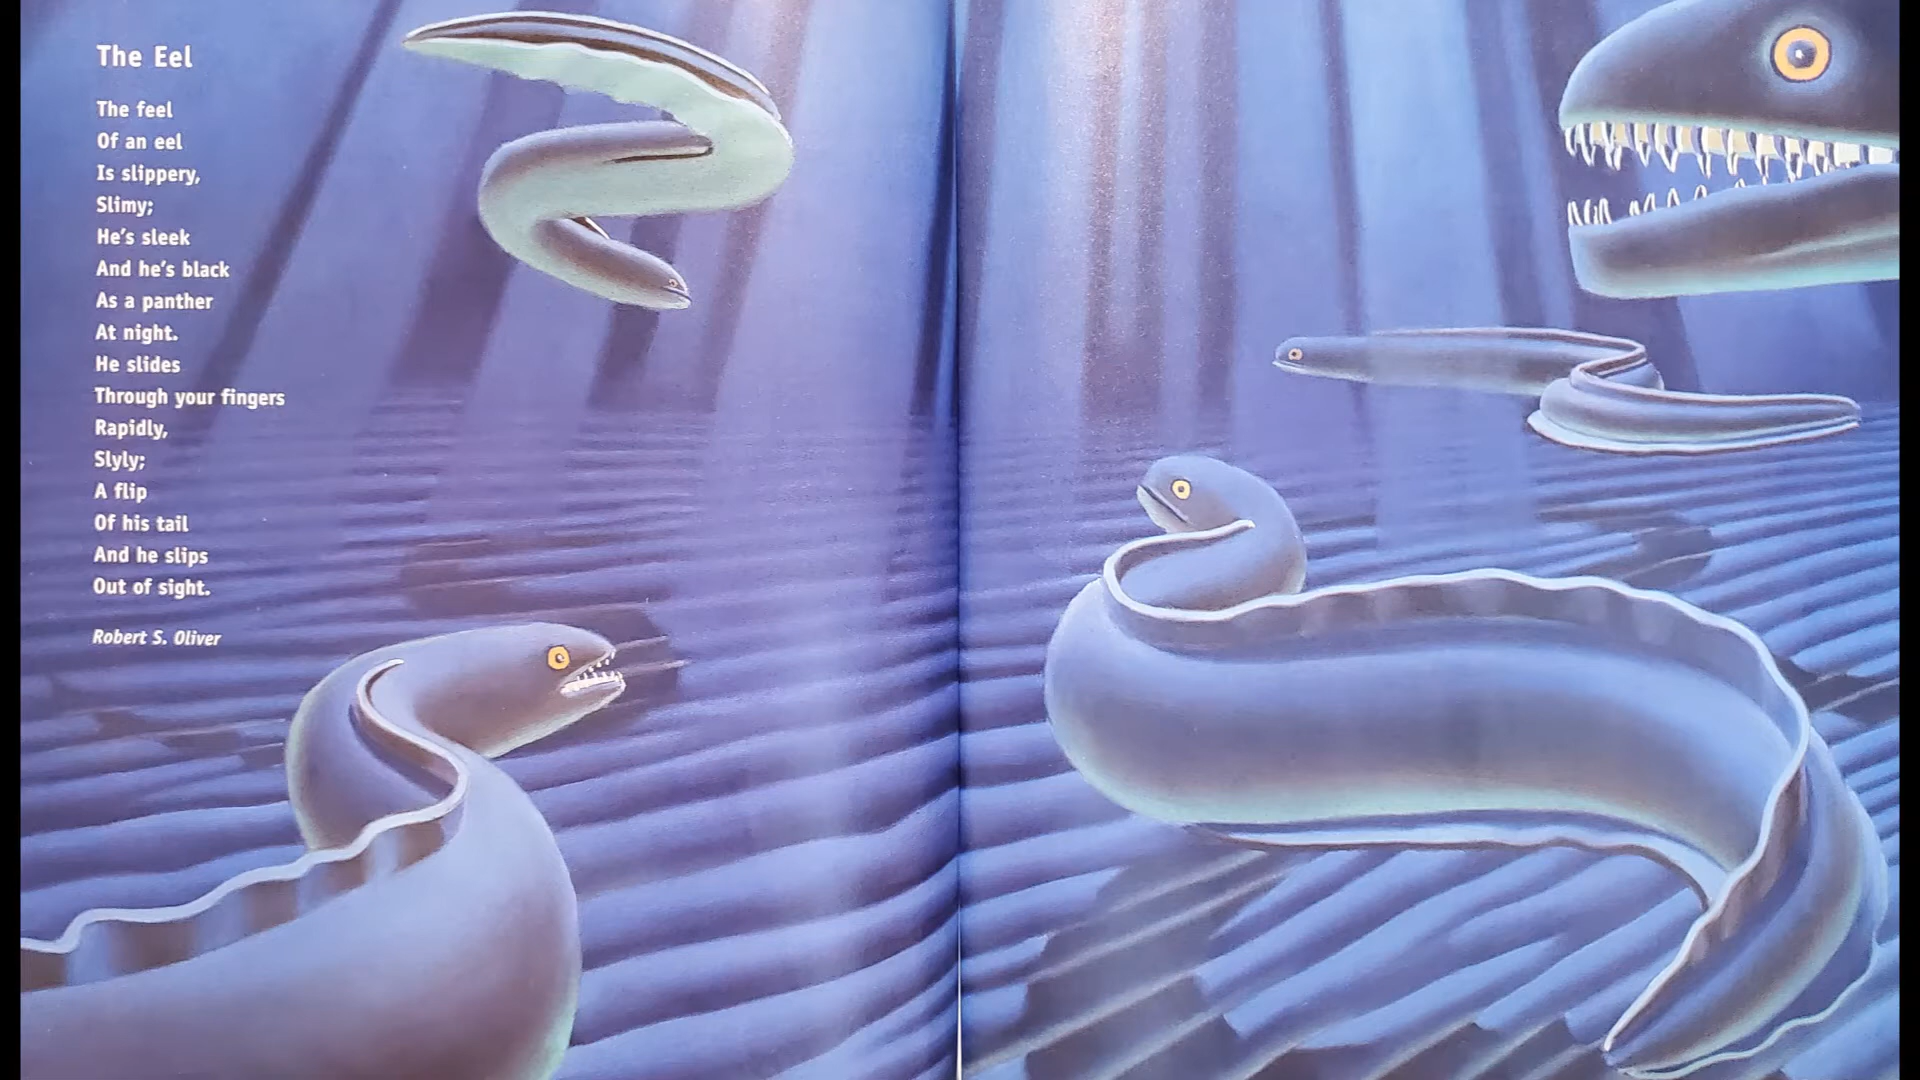 The Eel
The feel
Of an eel
Is slippery,
Slimy;
He's sleek
And he's black
As a panther
At night.
He slides
Through your fingers
Rapidly,
Slyly;
A flip
Of his tail
And he slips
Out of sight.
Robert S. Oliver